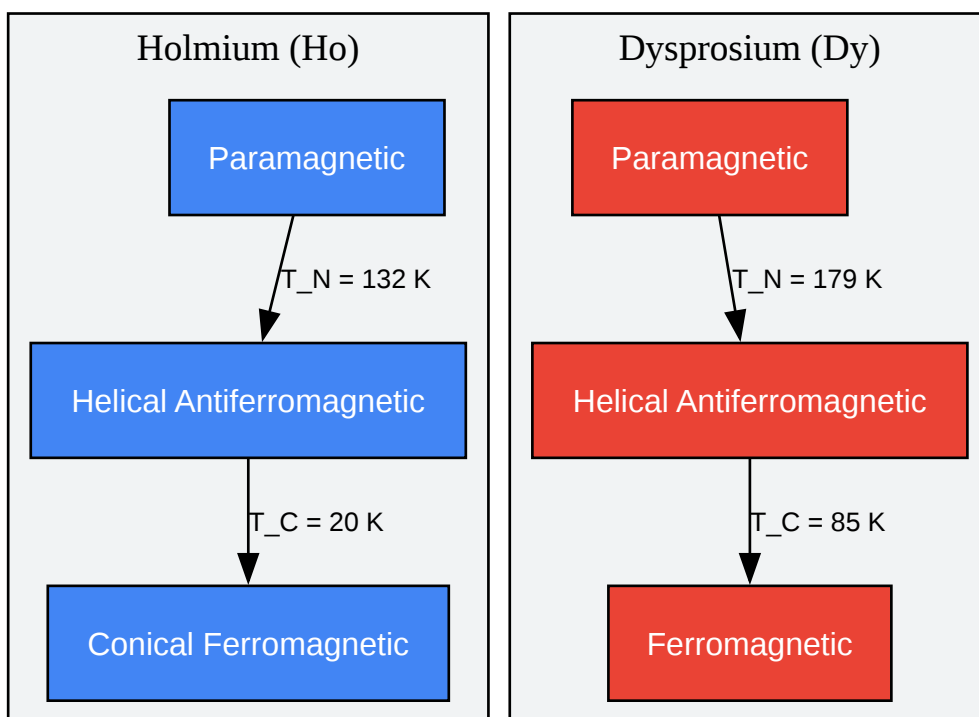 Holmium (Ho)
Paramagnetic
T_N = 132 K
Helical Antiferromagnetic
T_C = 20 K
Conical Ferromagnetic
Dysprosium (Dy)
Paramagnetic
T_N = 179 K
Helical Antiferromagnetic
T_C = 85 K
Ferromagnetic